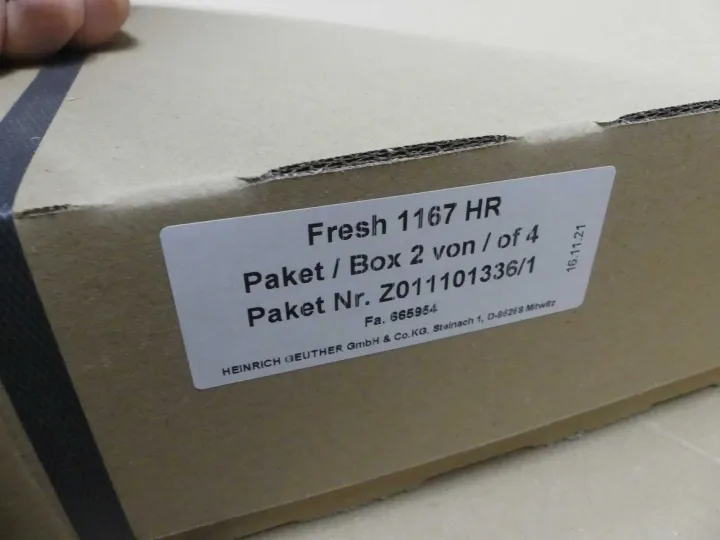 Fresh 1167 HR
Paket / Box 2 von / of 4
Paket Nr. Z011101336/1
Fa. 665954
HEINRICH GEUTHER GmbH & Co.KG, Steinach 1, D-96268 Mitwitz
16.11.21